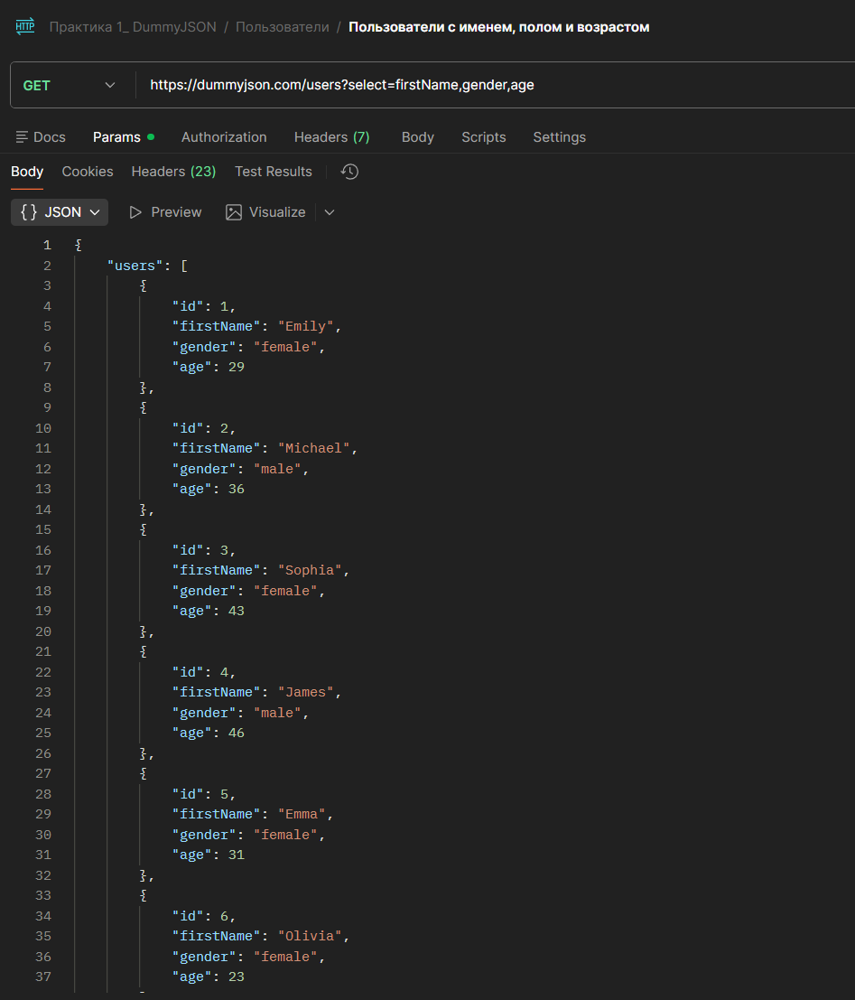 HTTP Практика 1_ DummyJSON / Пользователи / Пользователи с именем, полом и возрастом
GET https://dummyjson.com/users?select=firstName,gender,age
Docs Params Authorization Headers (7) Body Scripts Settings
Body Cookies Headers (23) Test Results
{} JSON Preview Visualize
1 {
2 "users": [
3 {
4 "id": 1,
5 "firstName": "Emily",
6 "gender": "female",
7 "age": 29
8 },
9 {
10 "id": 2,
11 "firstName": "Michael",
12 "gender": "male",
13 "age": 36
14 },
15 {
16 "id": 3,
17 "firstName": "Sophia",
18 "gender": "female",
19 "age": 43
20 },
21 {
22 "id": 4,
23 "firstName": "James",
24 "gender": "male",
25 "age": 46
26 },
27 {
28 "id": 5,
29 "firstName": "Emma",
30 "gender": "female",
31 "age": 31
32 },
33 {
34 "id": 6,
35 "firstName": "Olivia",
36 "gender": "female",
37 "age": 23